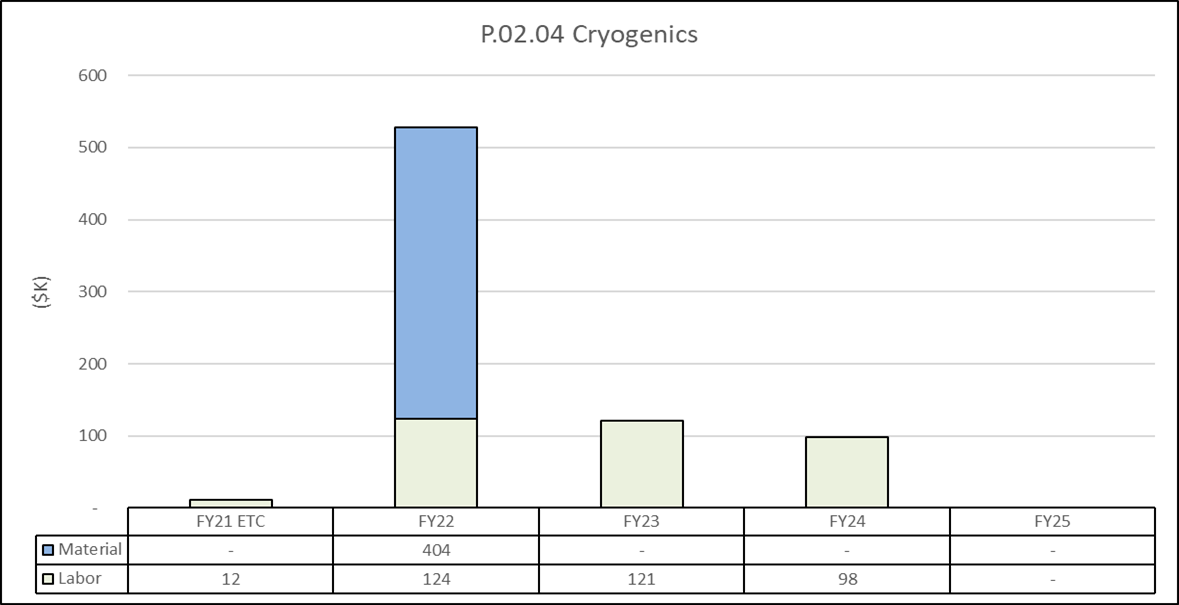 P.02.04 Cryogenics
600
500
400
300
200
100
-
($K)
FY21 ETC FY22 FY23 FY24 FY25
Material - 404 - - -
Labor 12 124 121 98 -